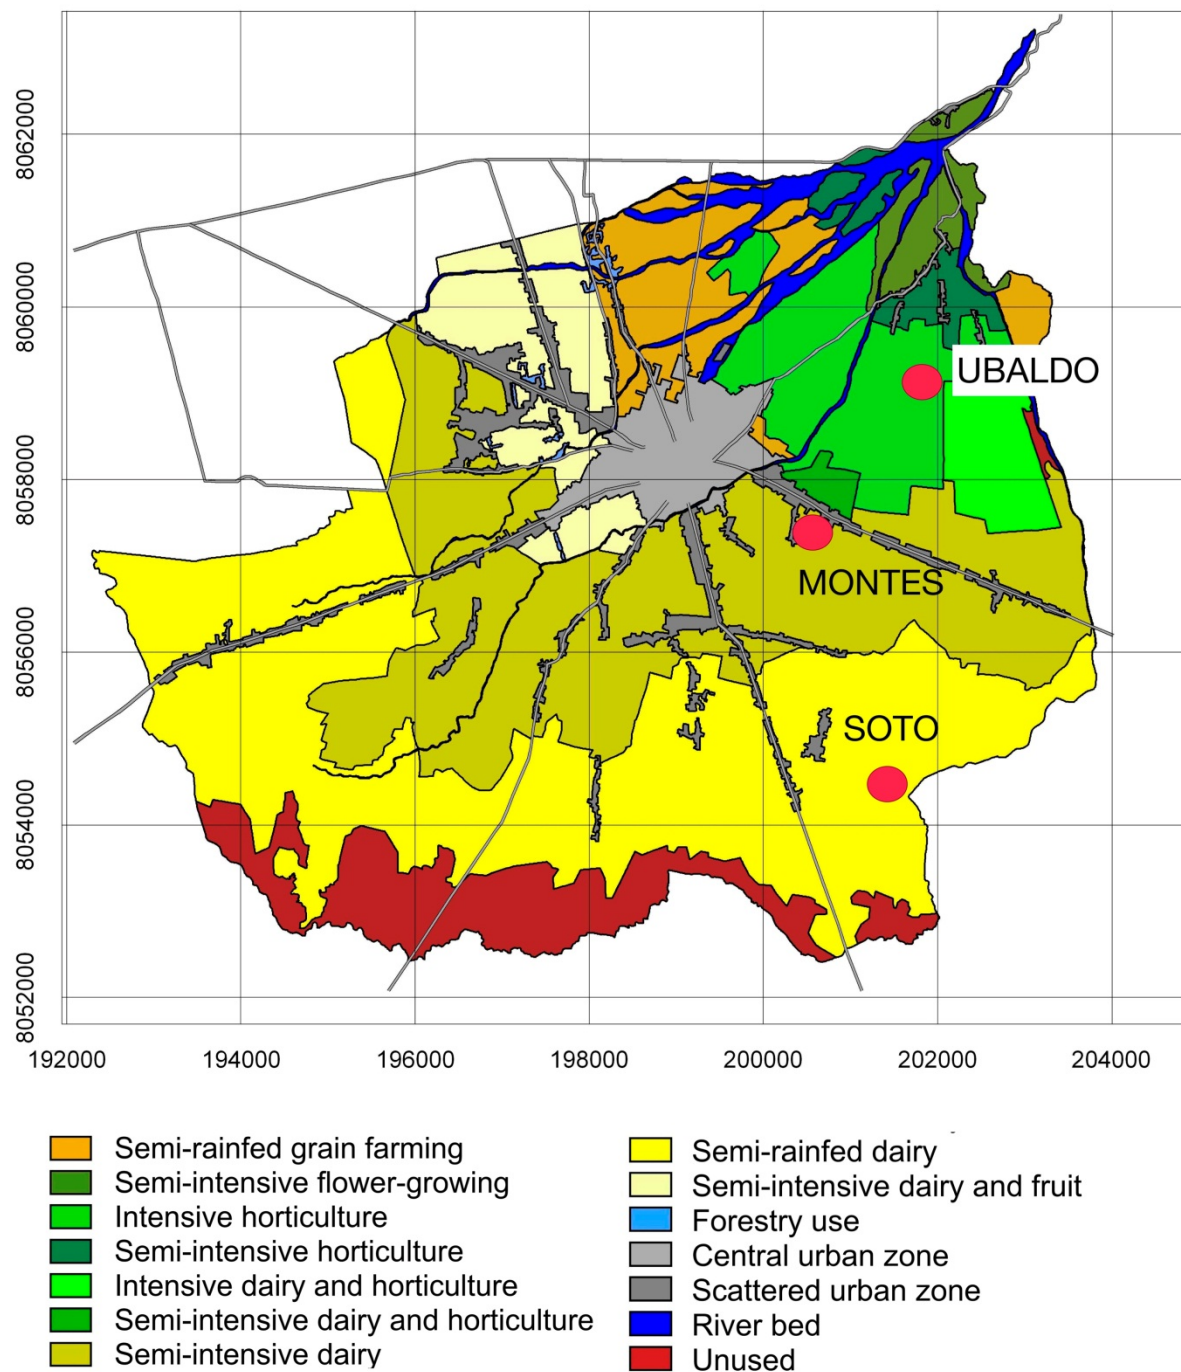 8062000
8060000
UBALDO
8058000
MONTES
8056000
SOTO
8054000
8052000
192000 194000 196000 198000 200000 202000 204000
Semi-rainfed grain farming
Semi-intensive flower-growing
Intensive horticulture
Semi-intensive horticulture
Intensive dairy and horticulture
Semi-intensive dairy and horticulture
Semi-intensive dairy
Semi-rainfed dairy
Semi-intensive dairy and fruit
Forestry use
Central urban zone
Scattered urban zone
River bed
Unused